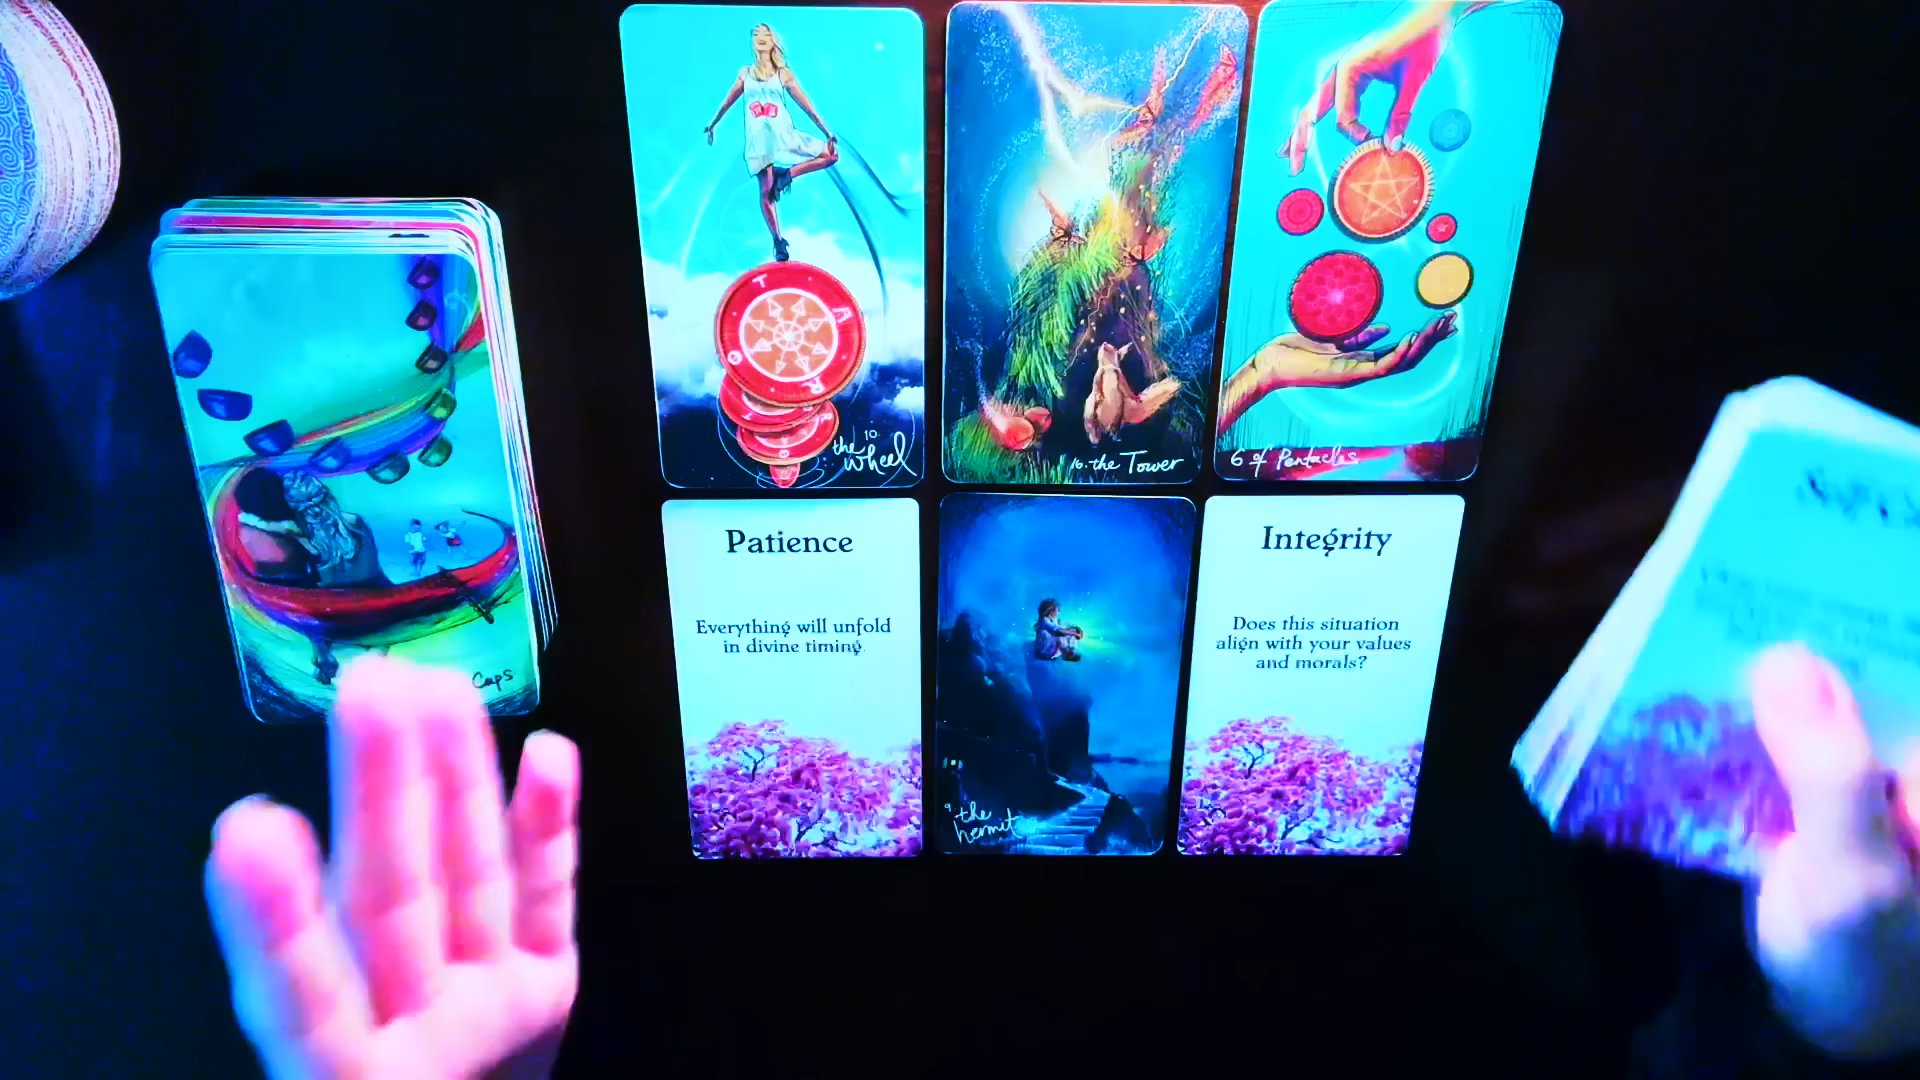 T
A
R
O
10.
the
wheel
16. the Tower
6 of Pentacles
Caps
Patience
Everything will unfold
in divine timing.
9.
the
hermit
Integrity
Does this situation
align with your values
and morals?